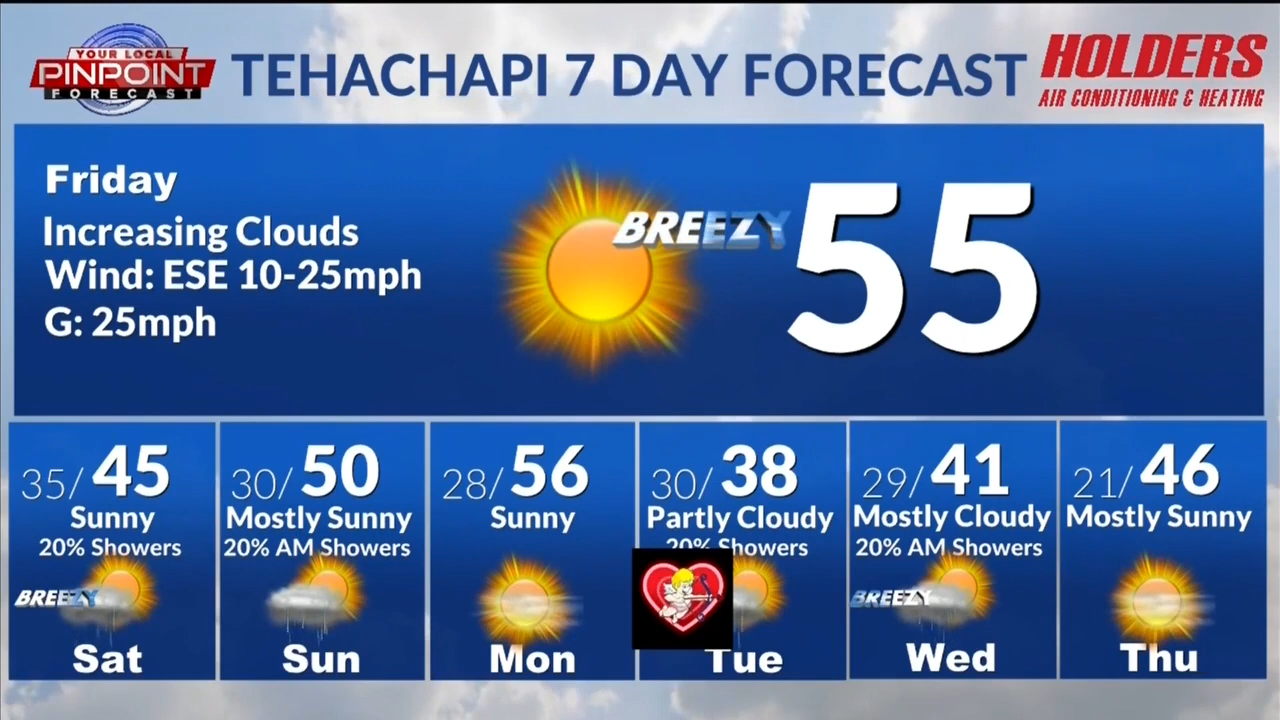 YOUR LOCAL
PINPOINT
FORECAST
TEHACHAPI 7 DAY FORECAST
HOLDERS
AIR CONDITIONING & HEATING
Friday
Increasing Clouds
Wind: ESE 10-25mph
G: 25mph
BREEZY
55
35/45
Sunny
20% Showers
BREEZY
Sat
30/50
Mostly Sunny
20% AM Showers
Sun
28/56
Sunny
Mon
30/38
Partly Cloudy
20% Showers
Tue
29/41
Mostly Cloudy
20% AM Showers
BREEZY
Wed
21/46
Mostly Sunny
Thu